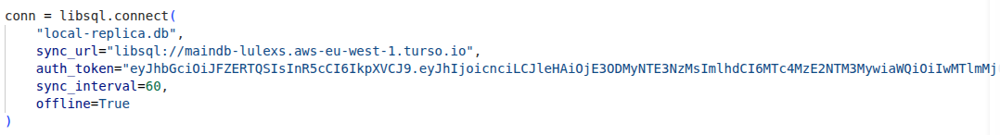 conn = libsql.connect(
    "local-replica.db",
    sync_url="libsql://maindb-lulexs.aws-eu-west-1.turso.io",
    auth_token="eyJhbGciOiJFZERTQSIsInR5cCI6IkpXVCJ9.eyJhIjoicnciLCJleHAiOjE3ODMyNTE3NzMsImlhdCI6MTc4MzE2NTM3MywiaWQiOiIwMTlmMj
    sync_interval=60,
    offline=True
)